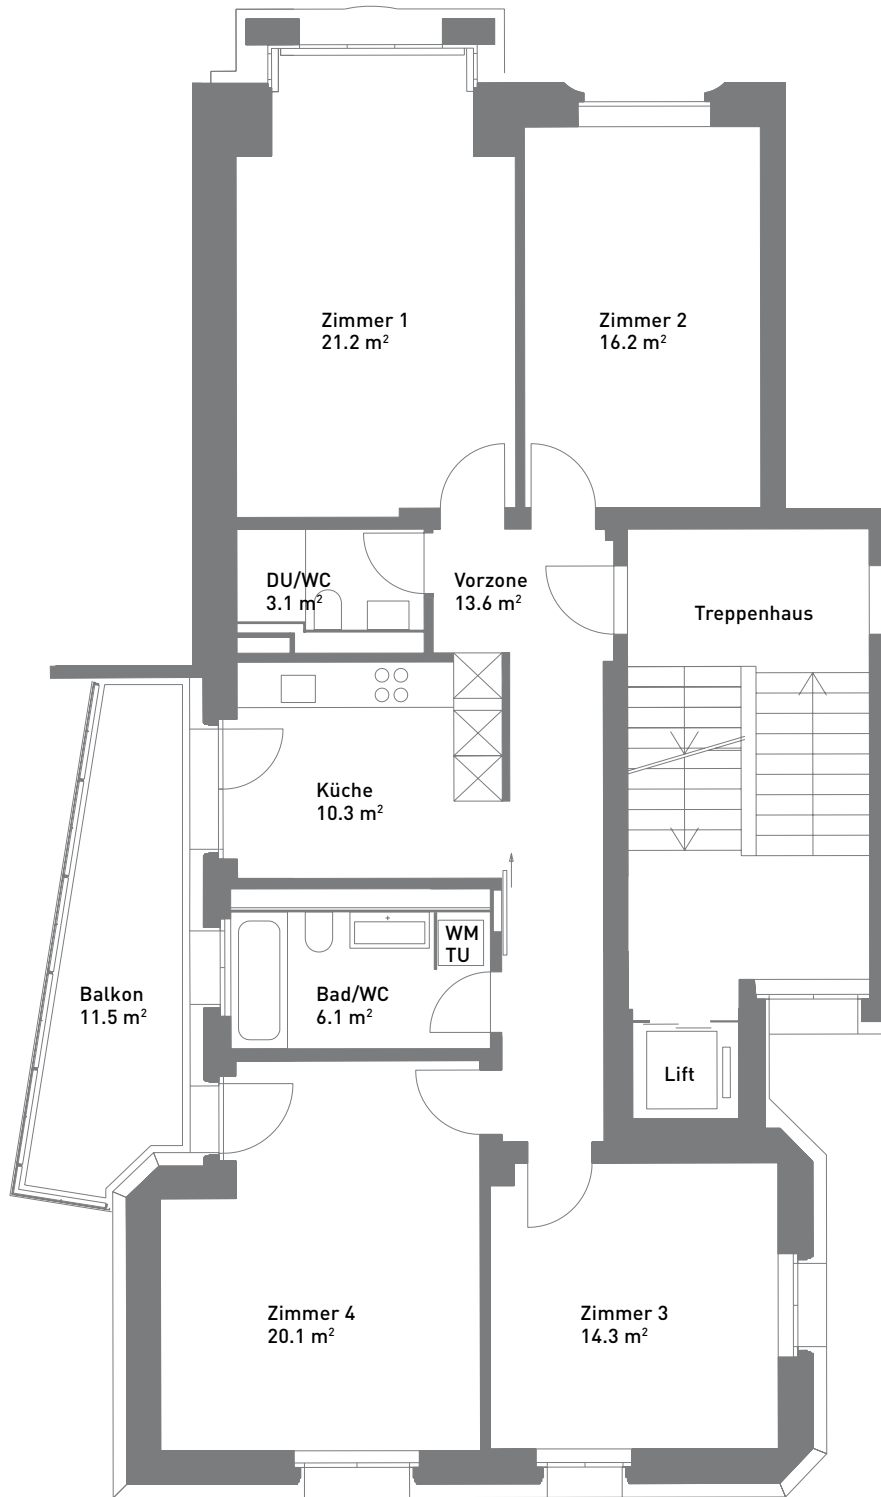 Zimmer 1
21.2 m²
Zimmer 2
16.2 m²
DU/WC
3.1 m²
Vorzone
13.6 m²
Treppenhaus
Küche
10.3 m²
WM
TU
Balkon
11.5 m²
Bad/WC
6.1 m²
Lift
Zimmer 4
20.1 m²
Zimmer 3
14.3 m²